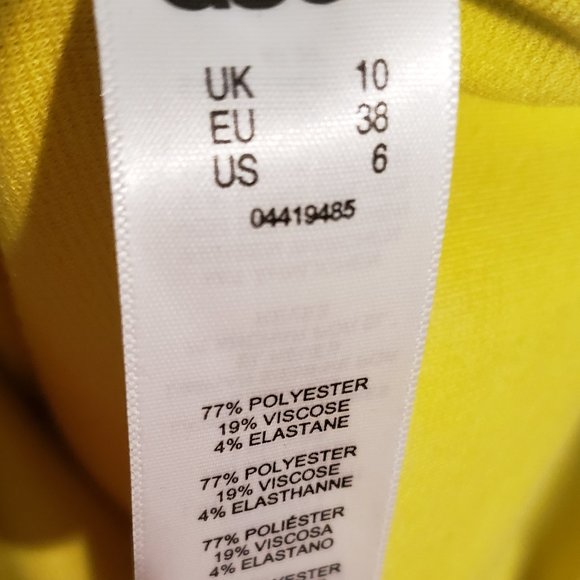 UK 10
EU 38
US 6
04419485
77% POLYESTER
19% VISCOSE
4% ELASTANE
77% POLYESTER
19% VISCOSE
4% ELASTHANNE
77% POLIÉSTER
19% VISCOSA
4% ELASTANO